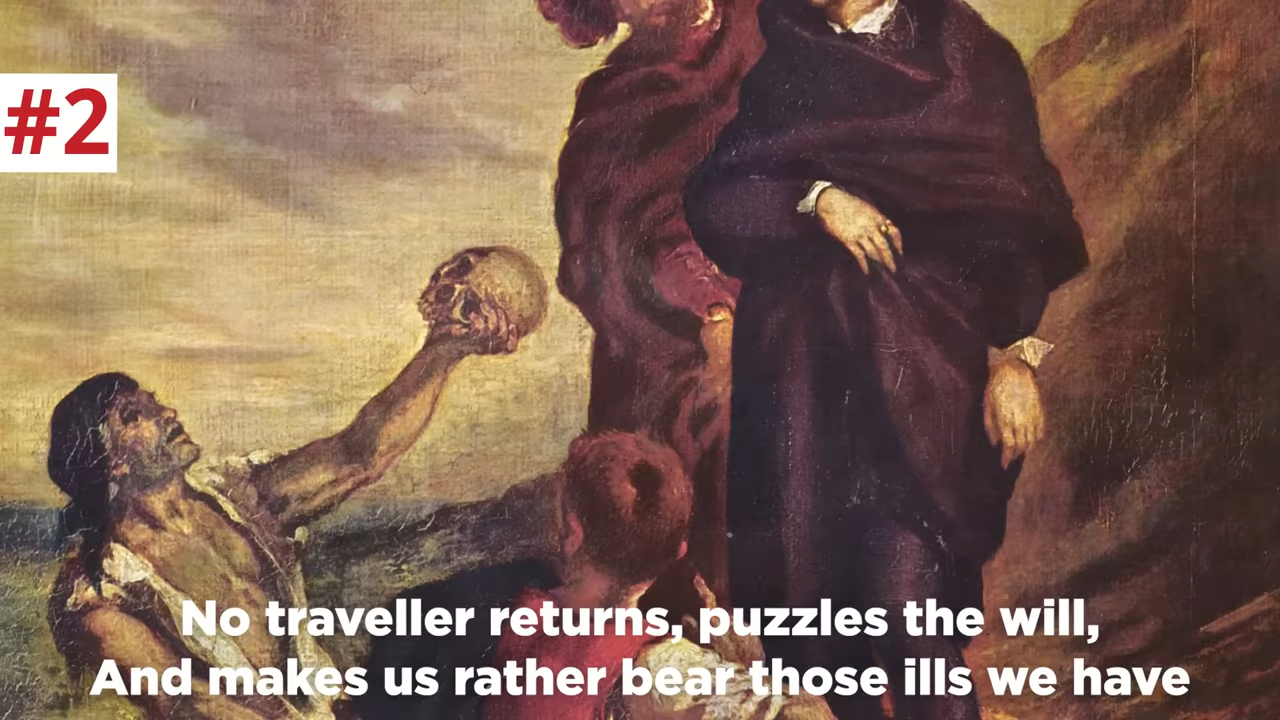 #2
No traveller returns, puzzles the will,
And makes us rather bear those ills we have